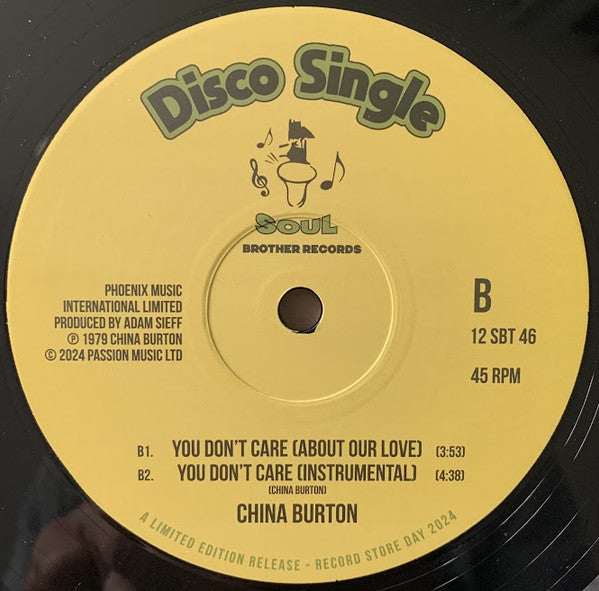 Disco Single
SOUL
BROTHER RECORDS
PHOENIX MUSIC
INTERNATIONAL LIMITED
PRODUCED BY ADAM SIEFF
℗ 1979 CHINA BURTON
© 2024 PASSION MUSIC LTD
B
12 SBT 46
45 RPM
B1. YOU DON'T CARE (ABOUT OUR LOVE) (3:53)
B2. YOU DON'T CARE (INSTRUMENTAL) (4:38)
(CHINA BURTON)
CHINA BURTON
A LIMITED EDITION RELEASE - RECORD STORE DAY 2024